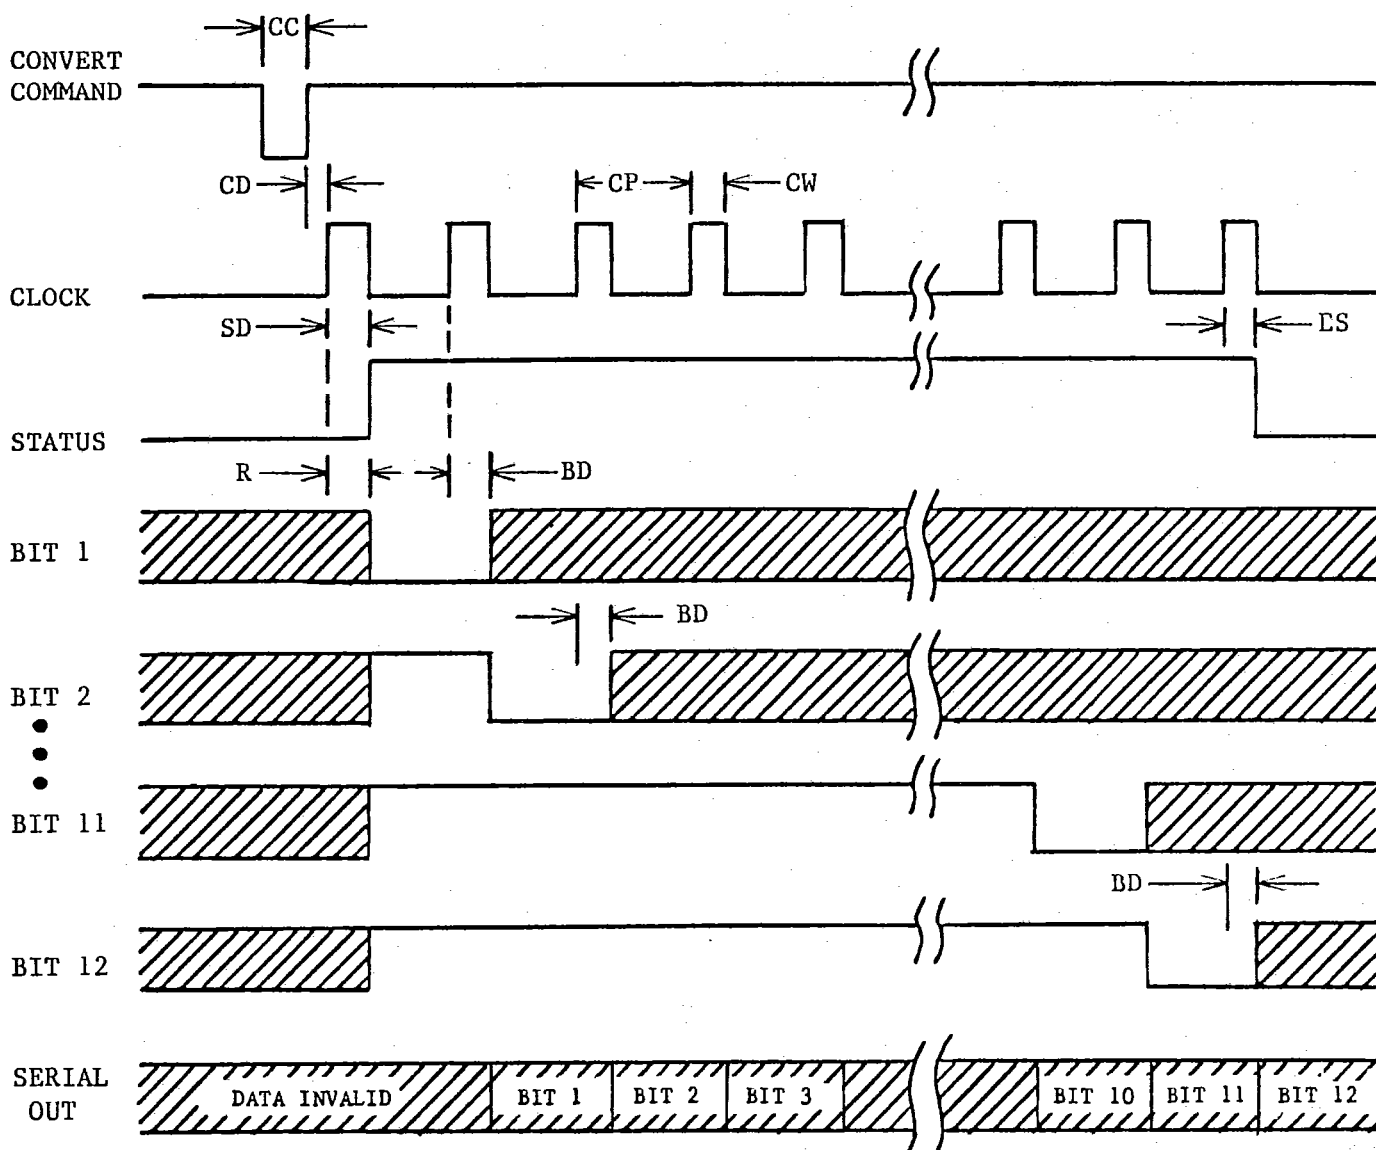 CC
CONVERT
COMMAND
CD
CP
CW
CLOCK
SD
ES
STATUS
R
BD
BIT 1
BD
BIT 2
BIT 11
BD
BIT 12
SERIAL
OUT
DATA INVALID
BIT 1
BIT 2
BIT 3
BIT 10
BIT 11
BIT 12